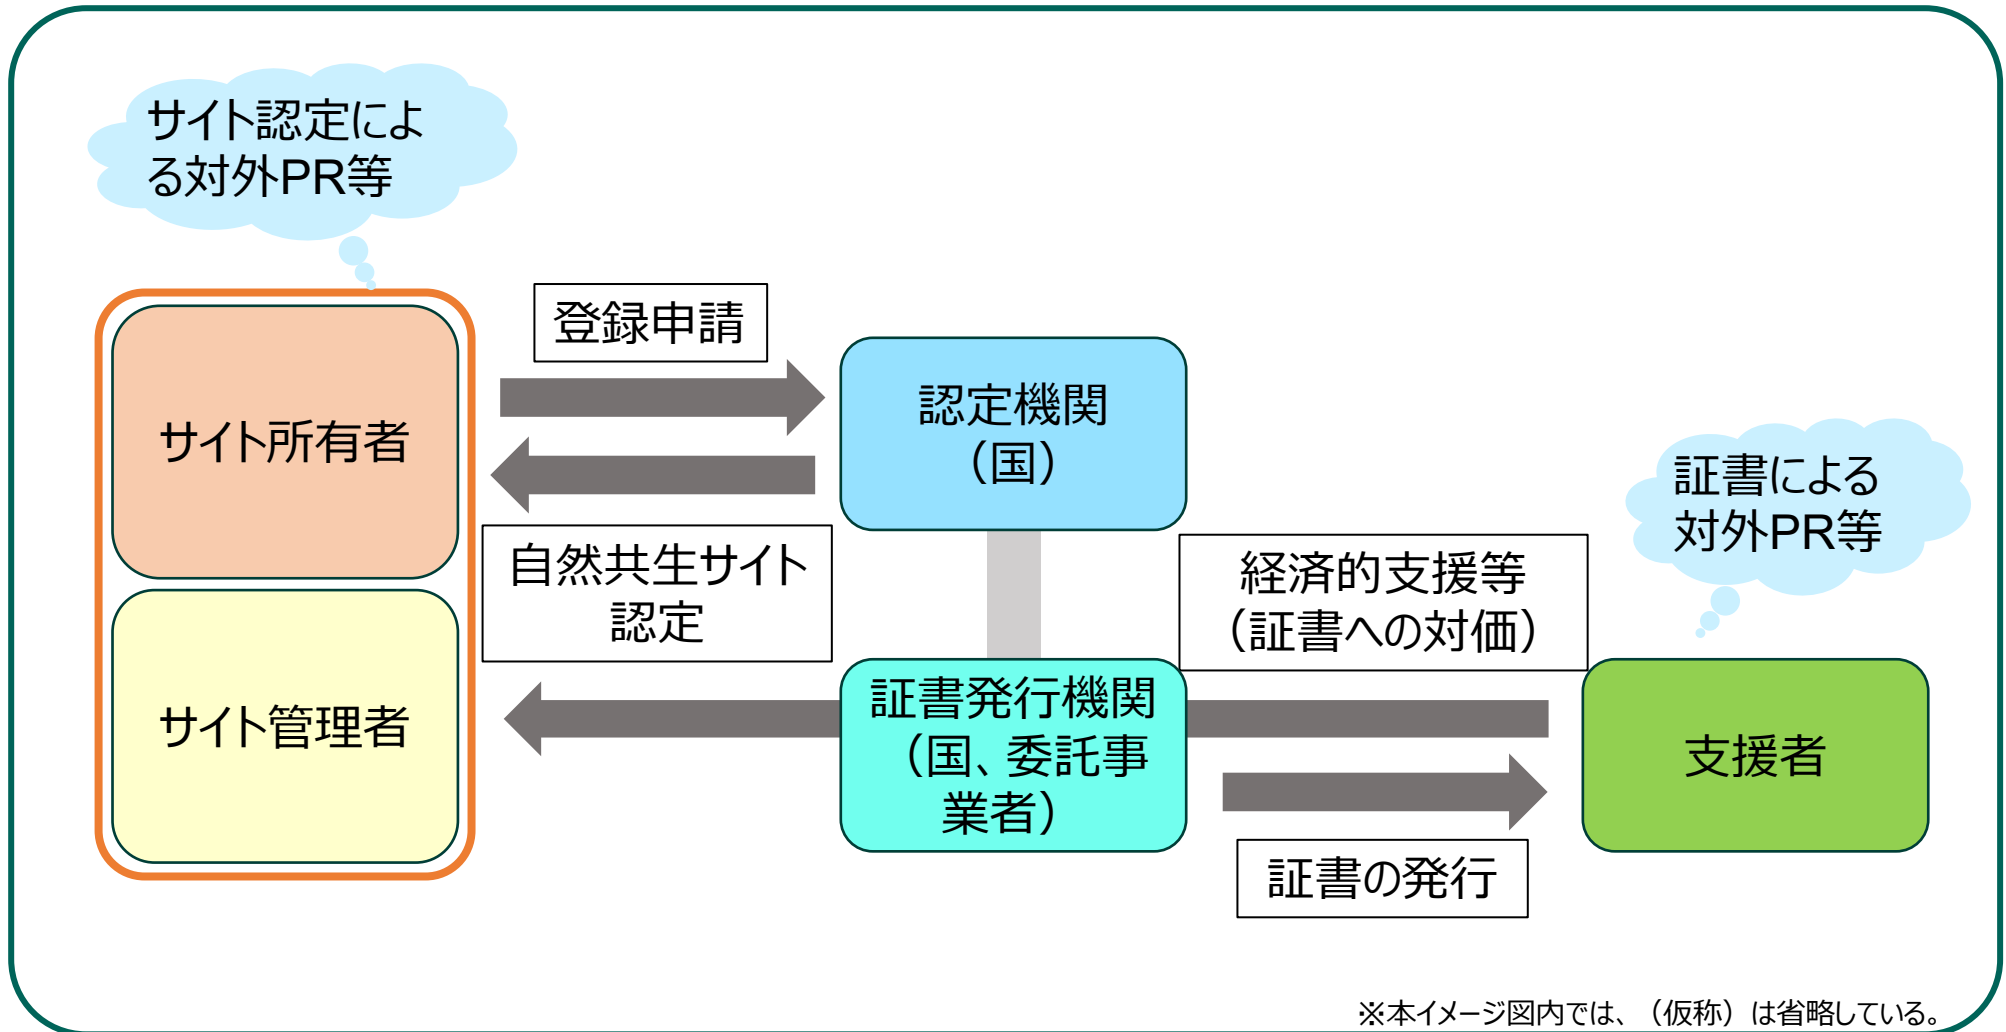 サイト認定によ
る対外PR等
登録申請
サイト所有者
認定機関
（国）
自然共生サイト
認定
証書による
対外PR等
経済的支援等
（証書への対価）
サイト管理者
証書発行機関
（国、委託事
業者）
支援者
証書の発行
※本イメージ図内では、（仮称）は省略している。